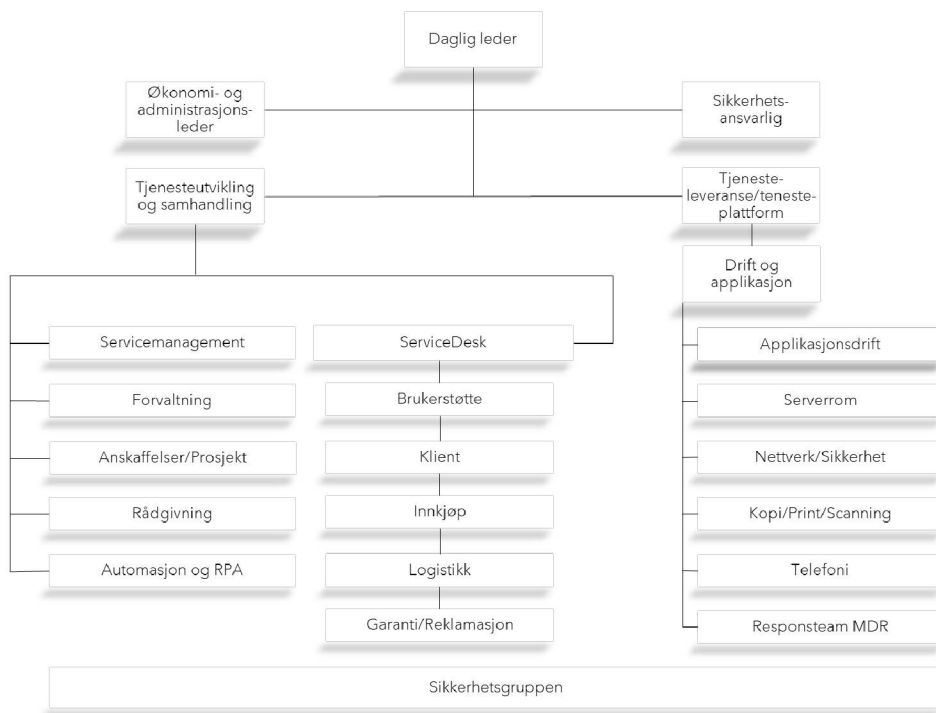 Daglig leder
Økonomi- og
administrasjons-
leder
Sikkerhets-
ansvarlig
Tjenesteutvikling
og samhandling
Tjeneste-
leveranse/teneste-
plattform
Drift og
applikasjon
Servicemanagement
Forvaltning
Anskaffelser/Prosjekt
Rådgivning
Automasjon og RPA
ServiceDesk
Brukerstøtte
Klient
Innkjøp
Logistikk
Garanti/Reklamasjon
Applikasjonsdrift
Serverrom
Nettverk/Sikkerhet
Kopi/Print/Scanning
Telefoni
Responsteam MDR
Sikkerhetsgruppen